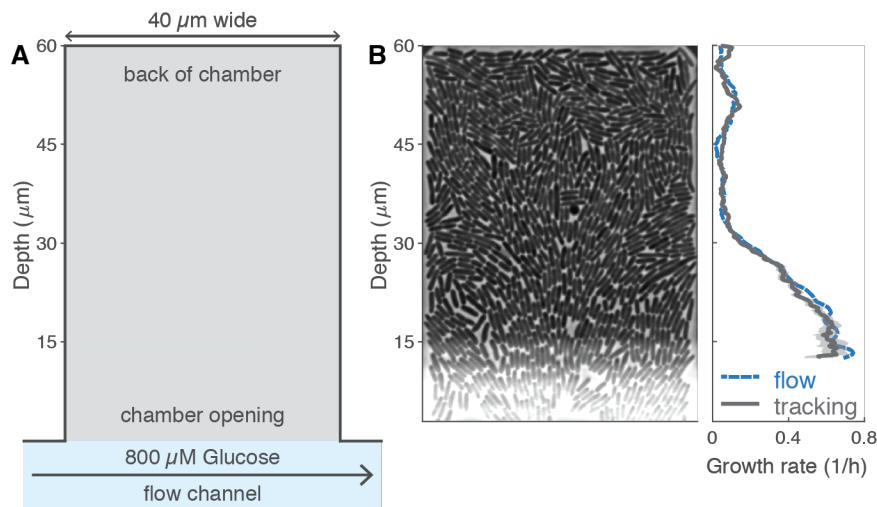 A
40 μm wide
60
45
30
15
Depth (μm)
back of chamber
chamber opening
800 μM Glucose
flow channel
B
60
45
30
15
Depth (μm)
flow
tracking
0 0.4 0.8
Growth rate (1/h)